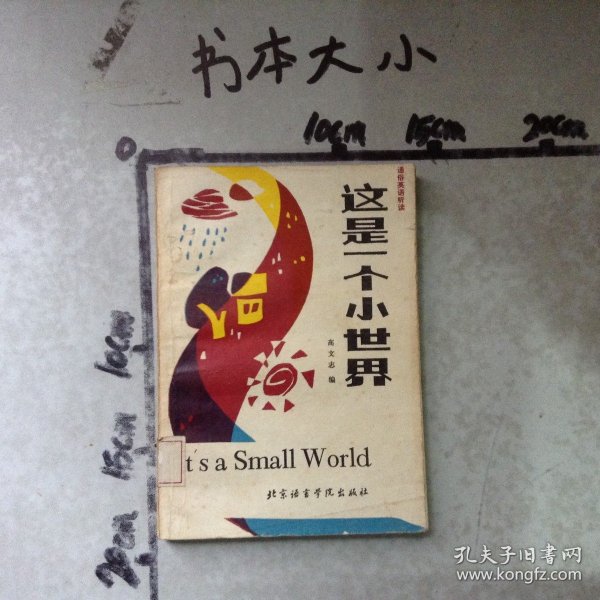 书本大小
10cm 15cm 20cm
0
10cm
15cm
20cm
通俗英语听读
这是一个小世界
高文志 编
t's a Small World
北京语言学院出版社
孔夫子旧书网
www.kongfz.com